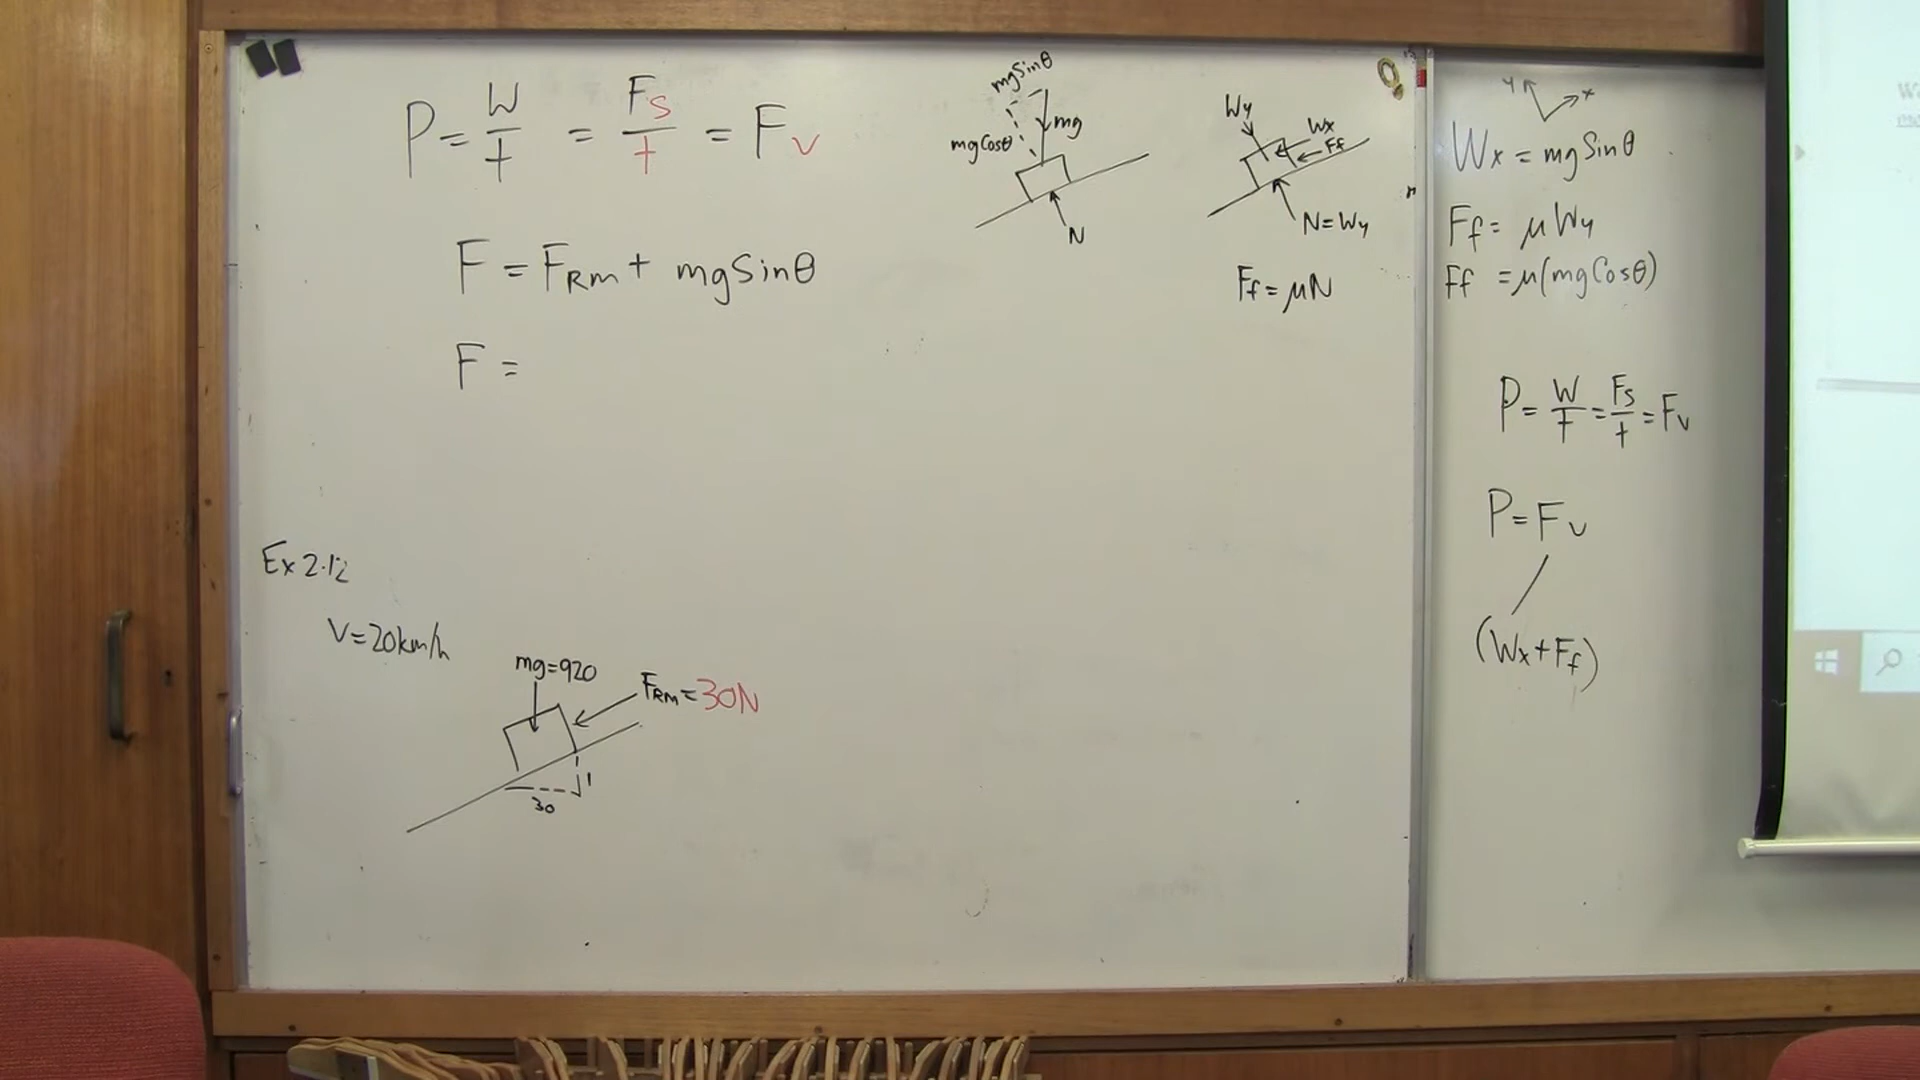 P = W/t = Fs/t = Fv
F = FRM + mgSinθ
F =
mgSinθ
mgCosθ
mg
N
Wy
Wx
Ff
N=Wy
Ff = μN
Ex 2.12
V=20km/h
mg=920
FRM = 30N
1
30
y
x
Wx = mgSinθ
Ff = μWy
Ff = μ(mgCosθ)
P = W/t = Fs/t = Fv
P = Fv
(Wx+Ff)